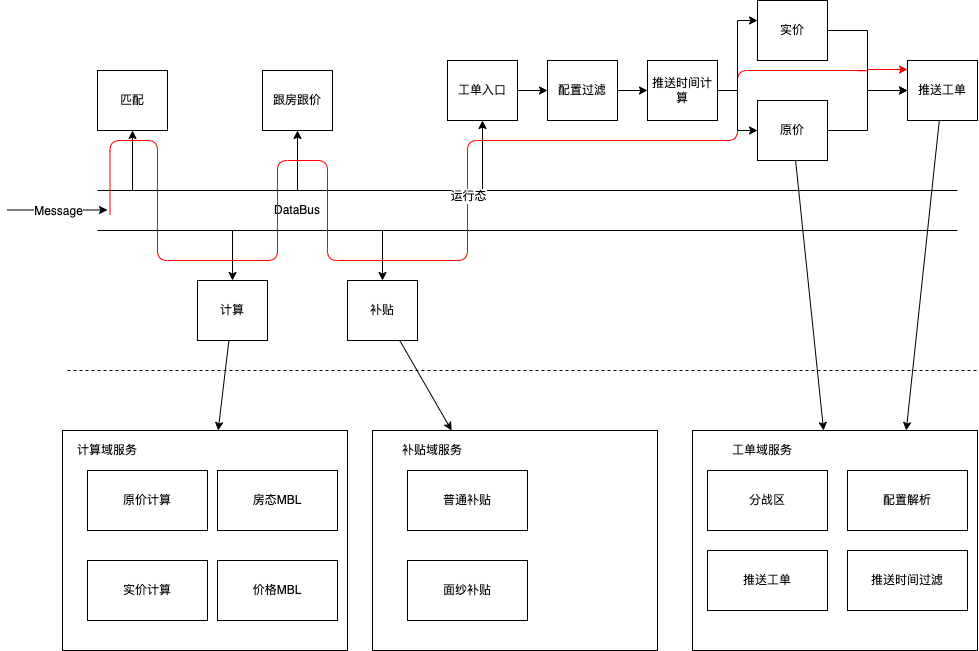 实价
匹配
跟房跟价
工单入口
配置过滤
推送时间计
算
推送工单
原价
运行态
Message
DataBus
计算
补贴
计算域服务
补贴域服务
工单域服务
原价计算
房态MBL
普通补贴
分战区
配置解析
实价计算
价格MBL
面纱补贴
推送工单
推送时间过滤